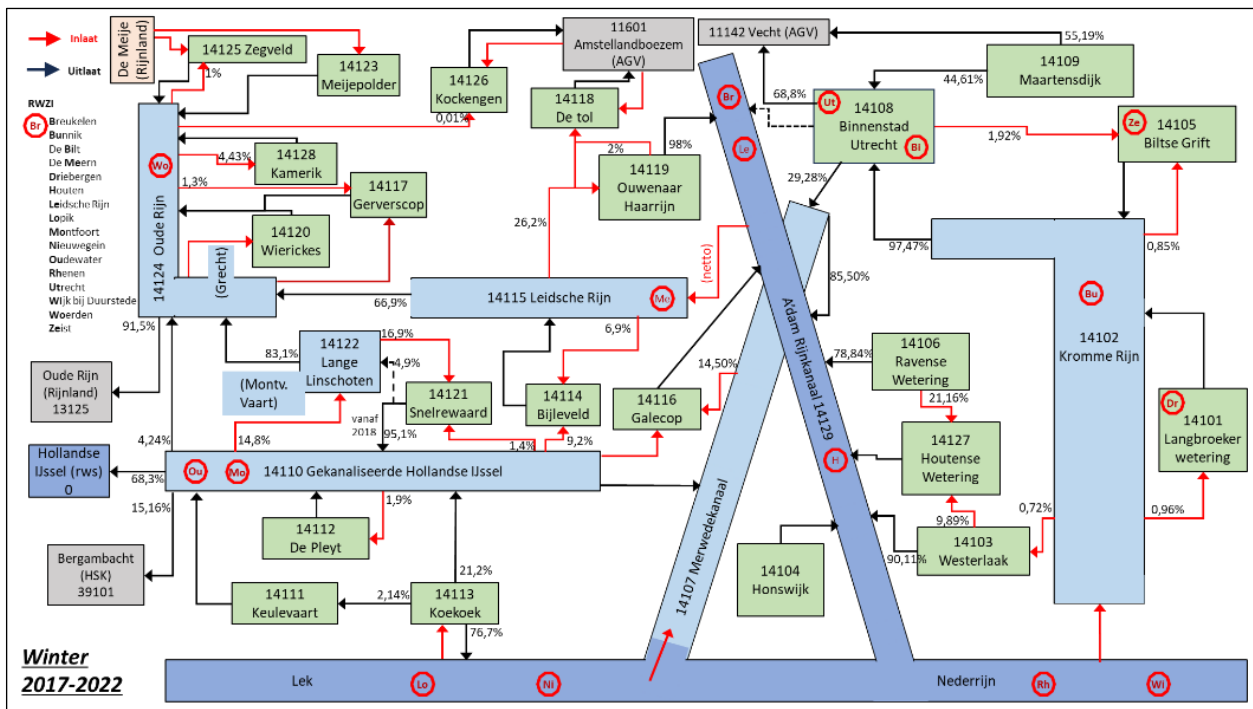 Inlaat
Uitlaat
De Meije
(Rijnland)
RWZI
Br
Breukelen
Bunnik
De Bilt
De Meern
Driebergen
Houten
Leidsche Rijn
Lopik
Montfoort
Nieuwegein
Oudewater
Rhenen
Utrecht
Wijk bij Duurstede
Woerden
Zeist
14125 Zegveld
1%
14123
Meijepolder
14126
Kockengen
0,01%
11601
Amstellandboezem
(AGV)
14118
De tol
2%
98%
14119
Ouwenaar
Haarrijn
26,2%
11142 Vecht (AGV)
55,19%
14109
Maartensdijk
44,61%
68,8%
Ut
14108
Binnenstad
Utrecht
Bi
1,92%
Ze
14105
Biltse Grift
29,28%
97,47%
0,85%
Br
Le
Wo
4,43%
14128
Kamerik
1,3%
14117
Gerverscop
14120
Wierickes
14124 Oude Rijn
(Grecht)
91,5%
66,9%
14115 Leidsche Rijn
Me
(netto)
6,9%
85,50%
A'dam Rijnkanaal 14129
Bu
14102
Kromme Rijn
Oude Rijn
(Rijnland)
13125
83,1%
14122
Lange
Linschoten
(Montv.
Vaart)
16,9%
4,9%
14121
Snelrewaard
vanaf
2018
95,1%
14114
Bijleveld
14,50%
14116
Galecop
78,84%
14106
Ravense
Wetering
21,16%
14127
Houtense
Wetering
H
Dr
14101
Langbroeker
wetering
4,24%
14,8%
1,4%
9,2%
Hollandse
IJssel (rws)
0
68,3%
Ou
Mo
14110 Gekanaliseerde Hollandse IJssel
15,16%
1,9%
14112
De Pleyt
Bergambacht
(HSK)
39101
14107 Merwedekanaal
9,89%
0,72%
0,96%
90,11%
14103
Westerlaak
14104
Honswijk
21,2%
14111
Keulevaart
2,14%
14113
Koekoek
76,7%
Winter
2017-2022
Lek
Lo
Ni
Nederrijn
Rh
Wi